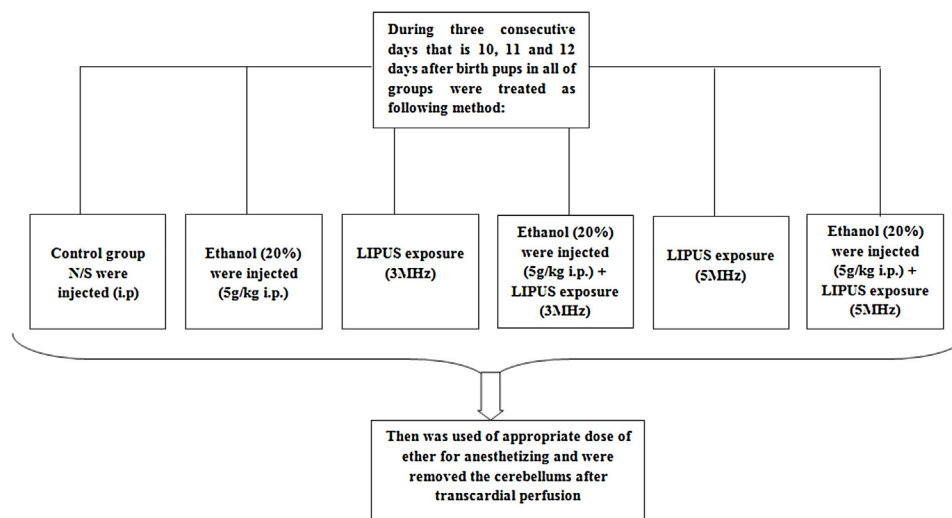 During three consecutive
days that is 10, 11 and 12
days after birth pups in all of
groups were treated as
following method:
Control group
N/S were
injected (i.p)
Ethanol (20%)
were injected
(5g/kg i.p.)
LIPUS exposure
(3MHz)
Ethanol (20%)
were injected
(5g/kg i.p.) +
LIPUS exposure
(3MHz)
LIPUS exposure
(5MHz)
Ethanol (20%)
were injected
(5g/kg i.p.) +
LIPUS exposure
(5MHz)
Then was used of appropriate dose of
ether for anesthetizing and were
removed the cerebellums after
transcardial perfusion